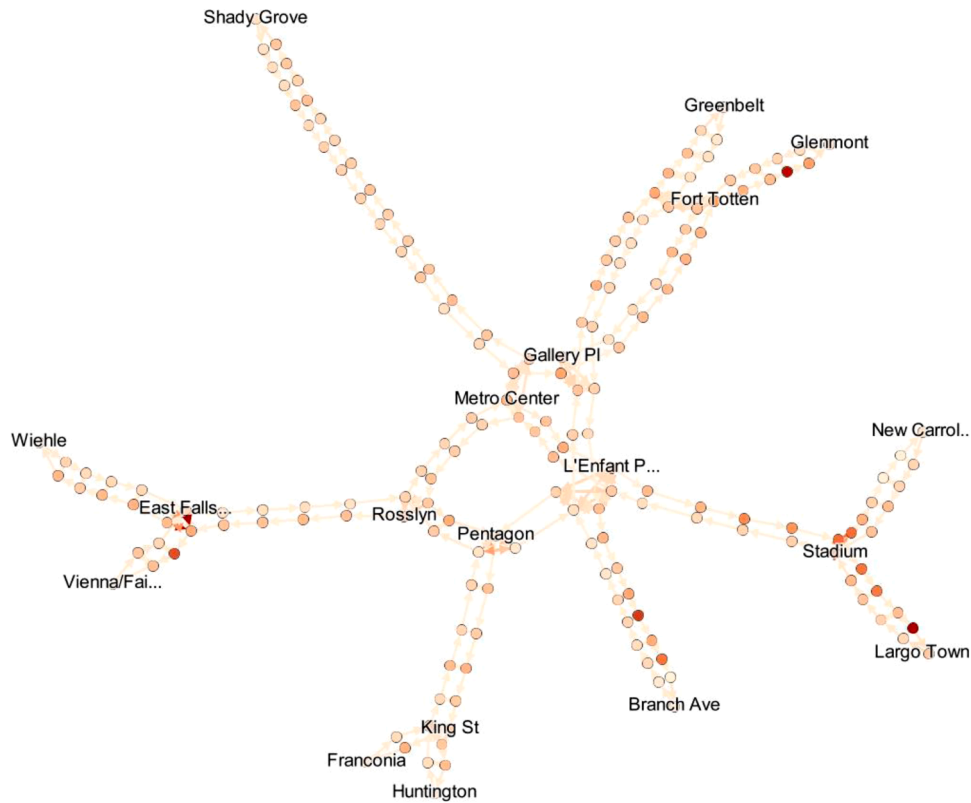 Shady Grove
Greenbelt
Glenmont
Fort Totten
Gallery Pl
Metro Center
New Carrol..
Wiehle
L'Enfant P...
East Falls...
Rosslyn
Pentagon
Stadium
Vienna/Fai...
Largo Town
Branch Ave
King St
Franconia
Huntington